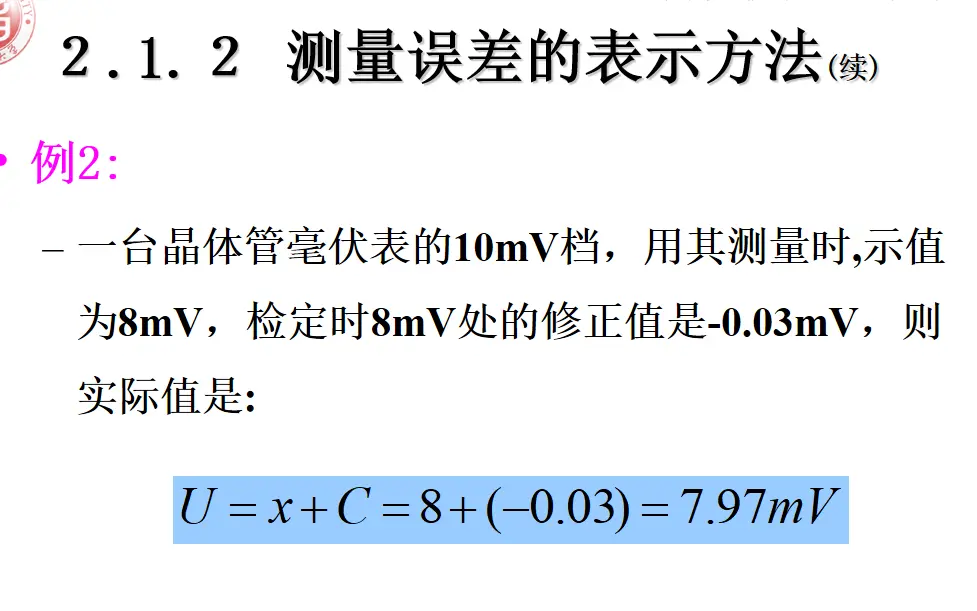 2.1.2 测量误差的表示方法(续)
• 例2:
– 一台晶体管毫伏表的10mV档，用其测量时,示值
为8mV，检定时8mV处的修正值是-0.03mV，则
实际值是:
U = x + C = 8 + (−0.03) = 7.97mV